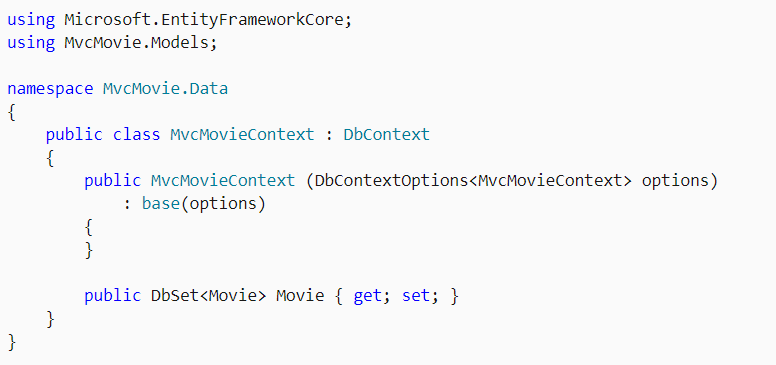 using Microsoft.EntityFrameworkCore;
using MvcMovie.Models;

namespace MvcMovie.Data
{
    public class MvcMovieContext : DbContext
    {
        public MvcMovieContext (DbContextOptions<MvcMovieContext> options)
            : base(options)
        {
        }

        public DbSet<Movie> Movie { get; set; }
    }
}